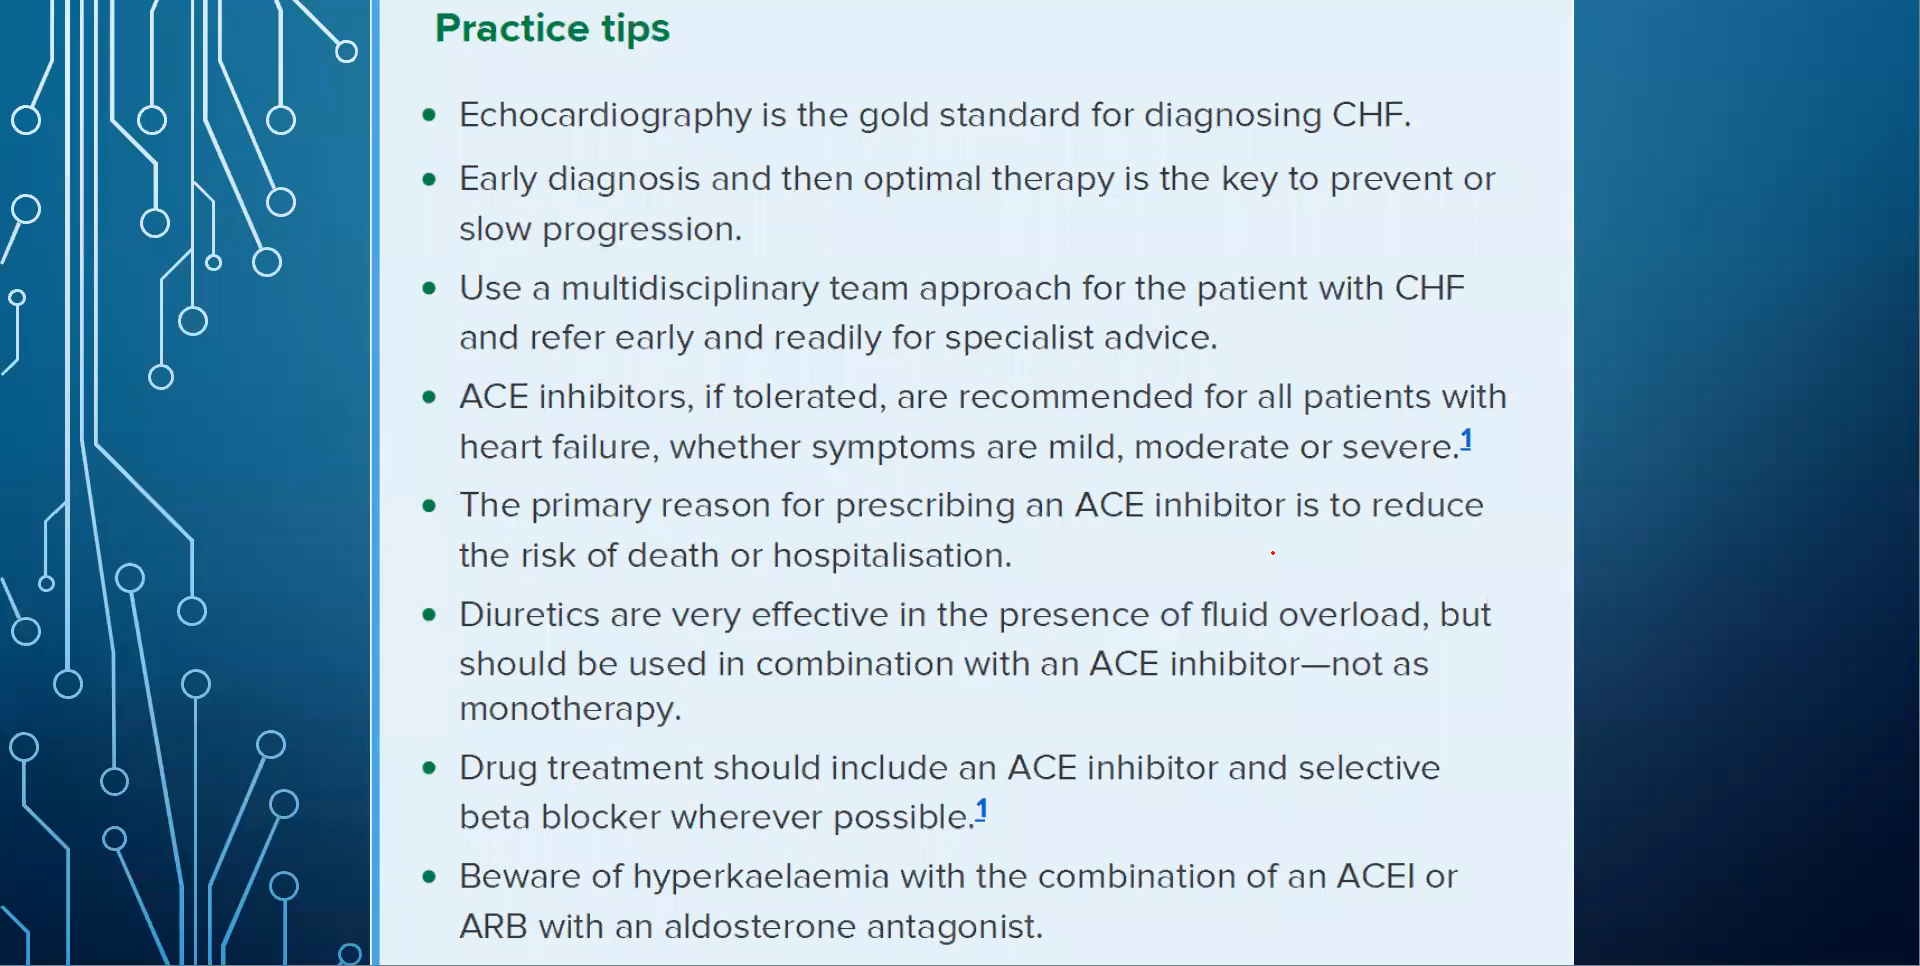 Practice tips
• Echocardiography is the gold standard for diagnosing CHF.
• Early diagnosis and then optimal therapy is the key to prevent or
slow progression.
• Use a multidisciplinary team approach for the patient with CHF
and refer early and readily for specialist advice.
• ACE inhibitors, if tolerated, are recommended for all patients with
heart failure, whether symptoms are mild, moderate or severe.1
• The primary reason for prescribing an ACE inhibitor is to reduce
the risk of death or hospitalisation.
• Diuretics are very effective in the presence of fluid overload, but
should be used in combination with an ACE inhibitor—not as
monotherapy.
• Drug treatment should include an ACE inhibitor and selective
beta blocker wherever possible.1
• Beware of hyperkaelaemia with the combination of an ACEI or
ARB with an aldosterone antagonist.